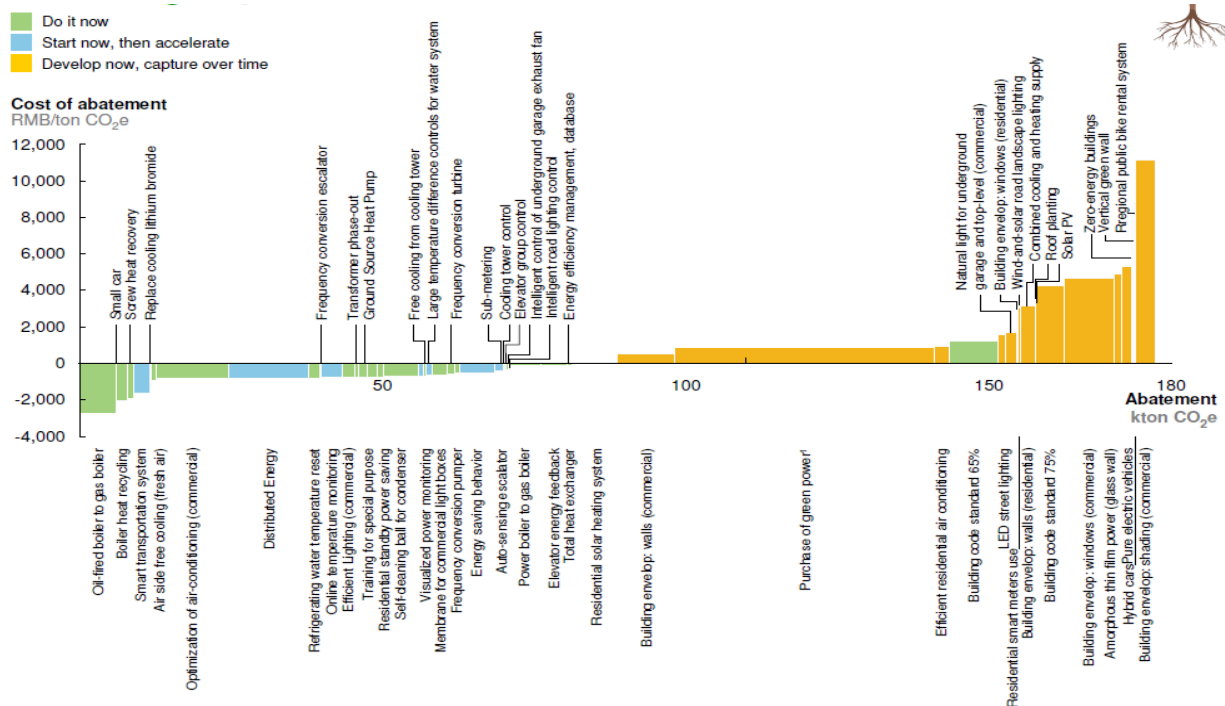 Do it now
Start now, then accelerate
Develop now, capture over time
Cost of abatement
RMB/ton CO2e
12,000
10,000
8,000
6,000
4,000
2,000
0
-2,000
-4,000
Small car
Screw heat recovery
Replace cooling lithium bromide
Frequency conversion escalator
Transformer phase-out
Ground Source Heat Pump
Free cooling from cooling tower
Large temperature difference controls for water system
Frequency conversion turbine
Sub-metering
Cooling tower control
Elevator group control
Intelligent control of underground garage exhaust fan
Intelligent road lighting control
Energy efficiency management, database
Natural light for underground
garage and top-level (commercial)
Building envelop: windows (residential)
Wind-and-solar road landscape lighting
Combined cooling and heating supply
Roof planting
Solar PV
Zero-energy buildings
Vertical green wall
Rregional public bike rental system
50
100
150
180
Abatement
kton CO2e
Oil-fired boiler to gas boiler
Boiler heat recycling
Smart transportation system
Air side free cooling (fresh air)
Optimization of air-conditioning (commercial)
Distributed Energy
Refrigerating water temperature reset
Online temperature monitoring
Efficient Lighting (commercial)
Training for special purpose
Residential standby power saving
Self-cleaning ball for condenser
Visualized power monitoring
Membrane for commercial light boxes
Frequency conversion pumper
Energy saving behavior
Auto-sensing escalator
Power boiler to gas boiler
Elevator energy feedback
Total heat exchanger
Residential solar heating system
Building envelop: walls (commercial)
Purchase of green power¹
Efficient residential air conditioning
Building code standard 65%
LED street lighting
Residential smart meters use
Building envelop: walls (residential)
Building code standard 75%
Building envelop: windows (commercial)
Amorphous thin film power (glass wall)
Hybrid cars
Pure electric vehicles
Building envelop: shading (commercial)